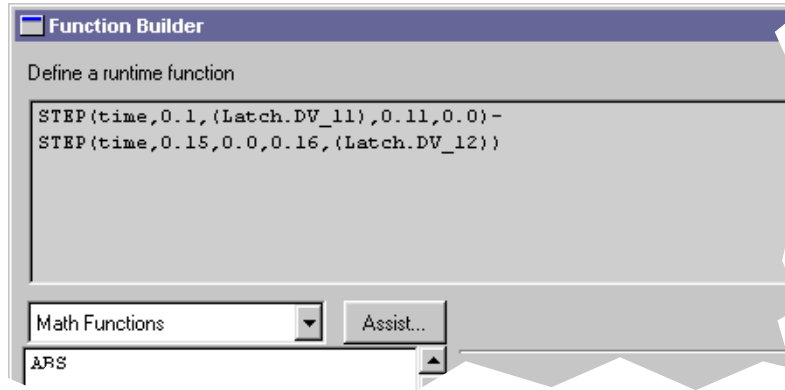 Function Builder
Define a runtime function
STEP(time,0.1,(Latch.DV_11),0.11,0.0)-
STEP(time,0.15,0.0,0.16,(Latch.DV_12))
Math Functions
Assist...
ABS